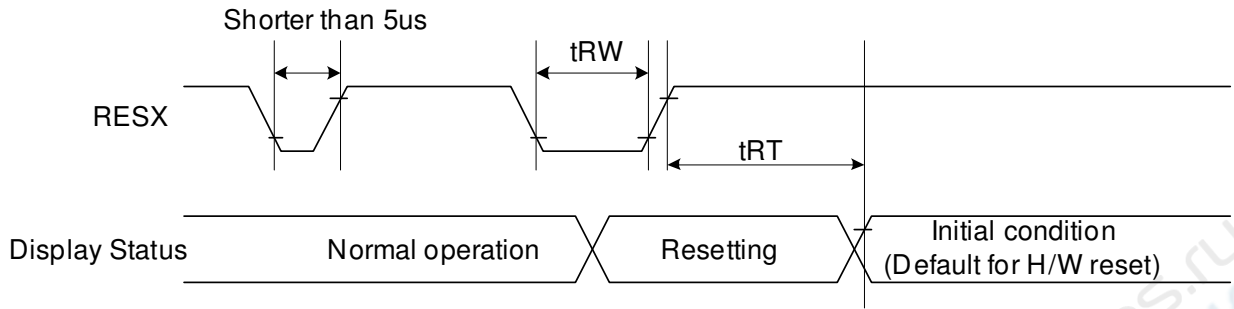 Shorter than 5us
tRW
RESX
tRT
Display Status
Normal operation
Resetting
Initial condition
(Default for H/W reset)